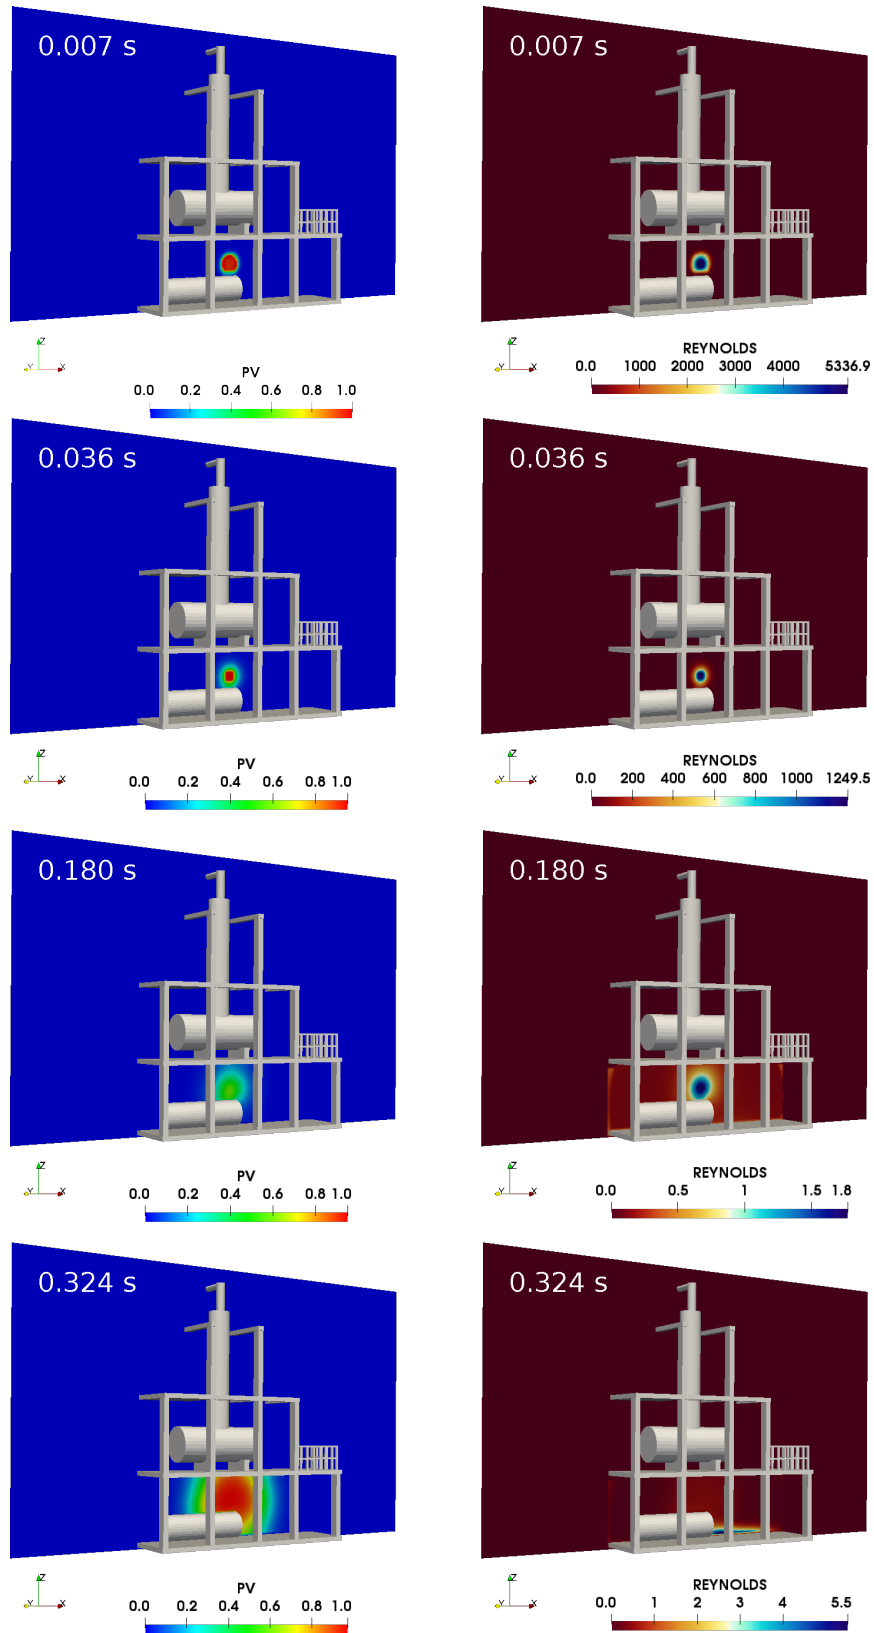 0.007 s
0.007 s
Z
Y
X
PV
0.0 0.2 0.4 0.6 0.8 1.0
Z
Y
X
REYNOLDS
0.0 1000 2000 3000 4000 5336.9
0.036 s
0.036 s
Z
Y
X
PV
0.0 0.2 0.4 0.6 0.8 1.0
Z
Y
X
REYNOLDS
0.0 200 400 600 800 1000 1249.5
0.180 s
0.180 s
Z
Y
X
PV
0.0 0.2 0.4 0.6 0.8 1.0
Z
Y
X
REYNOLDS
0.0 0.5 1 1.5 1.8
0.324 s
0.324 s
Z
Y
X
PV
0.0 0.2 0.4 0.6 0.8 1.0
Z
Y
X
REYNOLDS
0.0 1 2 3 4 5.5